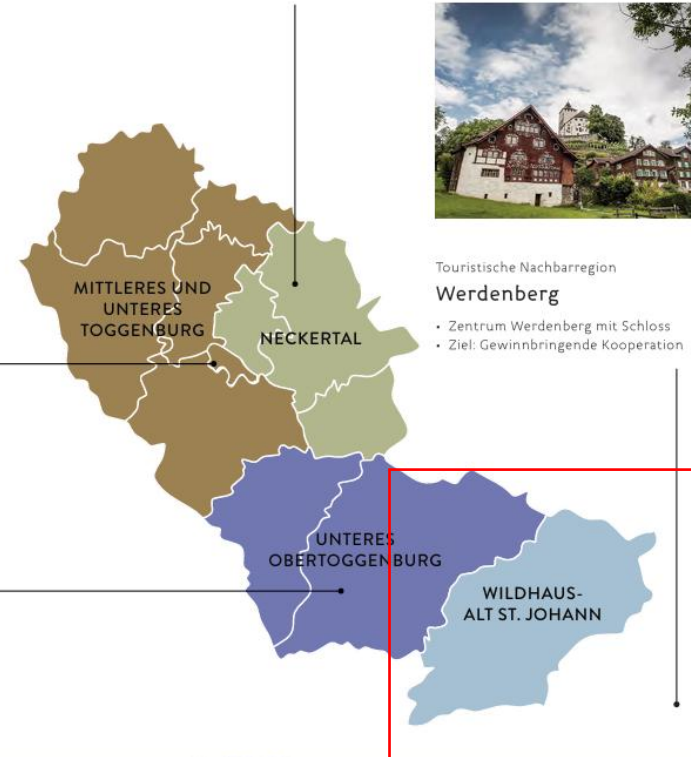 Touristische Nachbarregion
Werdenberg
• Zentrum Werdenberg mit Schloss
• Ziel: Gewinnbringende Kooperation
MITTLERES UND
UNTERES
TOGGENBURG
NECKERTAL
UNTERES
OBERTOGGENBURG
WILDHAUS-
ALT ST. JOHANN